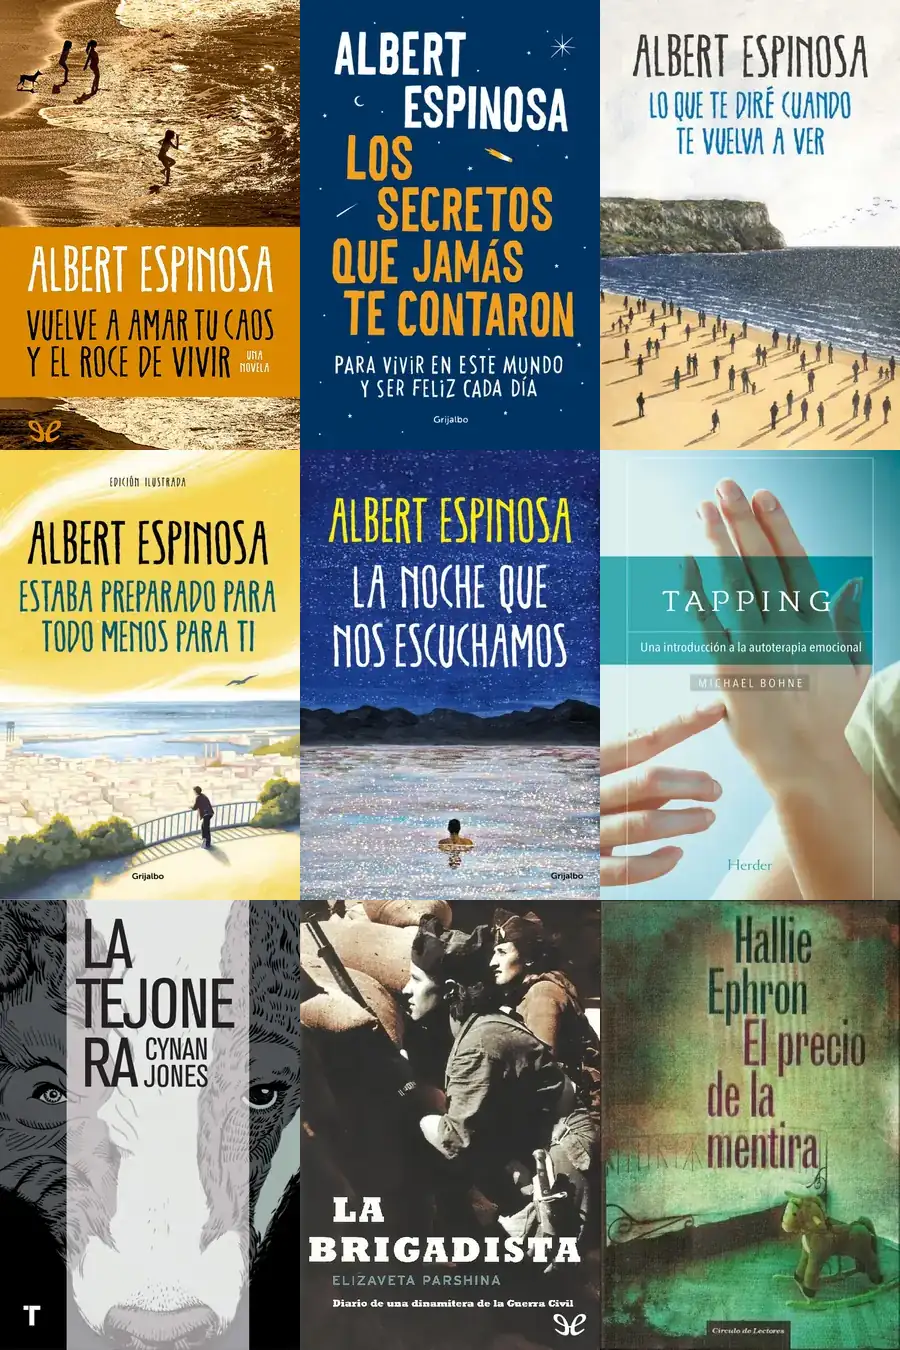 ALBERT ESPINOSA
VUELVE A AMAR TU CAOS
Y EL ROCE DE VIVIR
UNA
NOVELA
ALBERT
ESPINOSA
LOS
SECRETOS
QUE JAMÁS
TE CONTARON
PARA VIVIR EN ESTE MUNDO
Y SER FELIZ CADA DÍA
Grijalbo
ALBERT ESPINOSA
LO QUE TE DIRÉ CUANDO
TE VUELVA A VER
EDICIÓN ILUSTRADA
ALBERT ESPINOSA
ESTABA PREPARADO PARA
TODO MENOS PARA TI
Grijalbo
ALBERT ESPINOSA
LA NOCHE QUE
NOS ESCUCHAMOS
Grijalbo
TAPPING
Una introducción a la autoterapia emocional
MICHAEL BOHNE
Herder
LA
TEJONE
RA
CYNAN
JONES
T
LA
BRIGADISTA
ELIZAVETA PARSHINA
Diario de una dinamitera de la Guerra Civil
Hallie
Ephron
El precio
de la
mentira
Círculo de Lectores